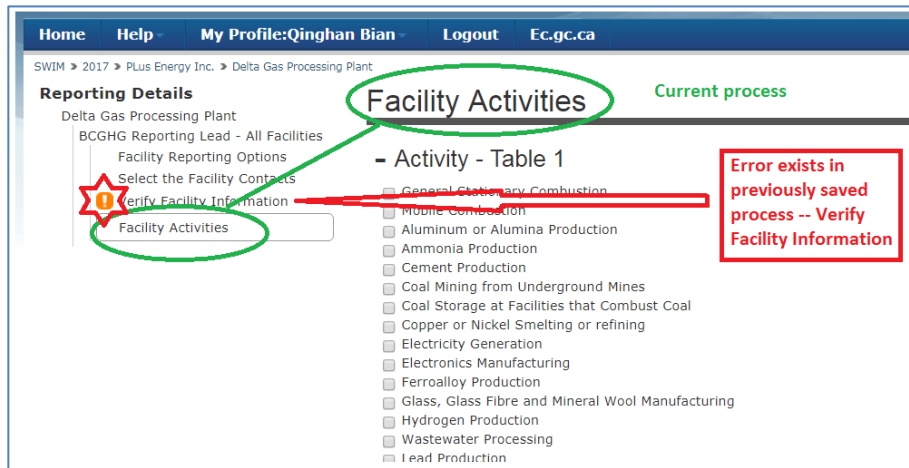 Home Help My Profile:Qinghan Bian Logout Ec.gc.ca
SWIM > 2017 > PLus Energy Inc. > Delta Gas Processing Plant
Reporting Details
Delta Gas Processing Plant
BCGHG Reporting Lead - All Facilities
Facility Reporting Options
Select the Facility Contacts
Verify Facility Information
Facility Activities
Facility Activities
Current process
- Activity - Table 1
General Stationary Combustion
Mobile Combustion
Aluminum or Alumina Production
Ammonia Production
Cement Production
Coal Mining from Underground Mines
Coal Storage at Facilities that Combust Coal
Copper or Nickel Smelting or refining
Electricity Generation
Electronics Manufacturing
Ferroalloy Production
Glass, Glass Fibre and Mineral Wool Manufacturing
Hydrogen Production
Wastewater Processing
Lead Production
Error exists in
previously saved
process -- Verify
Facility Information